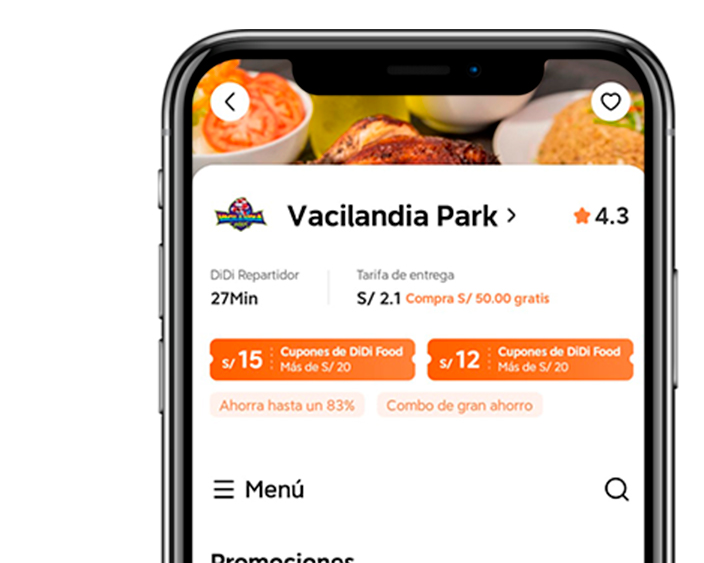 VACILANDIA
Vacilandia Park
4.3
DiDi Repartidor
27Min
Tarifa de entrega
S/ 2.1 Compra S/ 50.00 gratis
S/ 15
Cupones de DiDi Food
Más de S/ 20
S/ 12
Cupones de DiDi Food
Más de S/ 20
Ahorra hasta un 83%
Combo de gran ahorro
Menú
Promociones